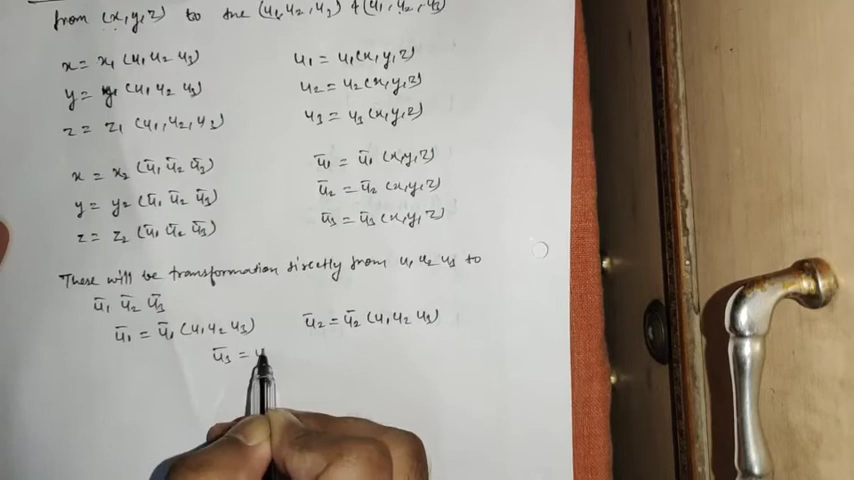 from (x,y,z) to the (u1,u2,u3) & (ū1,ū2,ū3)
x = x1 (u1 u2 u3) u1 = u1(x,y,z)
y = y1 (u1 u2 u3) u2 = u2(x,y,z)
z = z1 (u1,u2,u3) u3 = u3(x,y,z)
x = x2 (ū1 ū2 ū3) ū1 = ū1 (x,y,z)
y = y2 (ū1 ū2 ū3) ū2 = ū2 (x,y,z)
z = z2 (ū1 ū2 ū3) ū3 = ū3 (x,y,z)
These will be transformation directly from u1 u2 u3 to
ū1 ū2 ū3
ū1 = ū1 (u1 u2 u3) ū2 = ū2 (u1 u2 u3)
ū3 = u